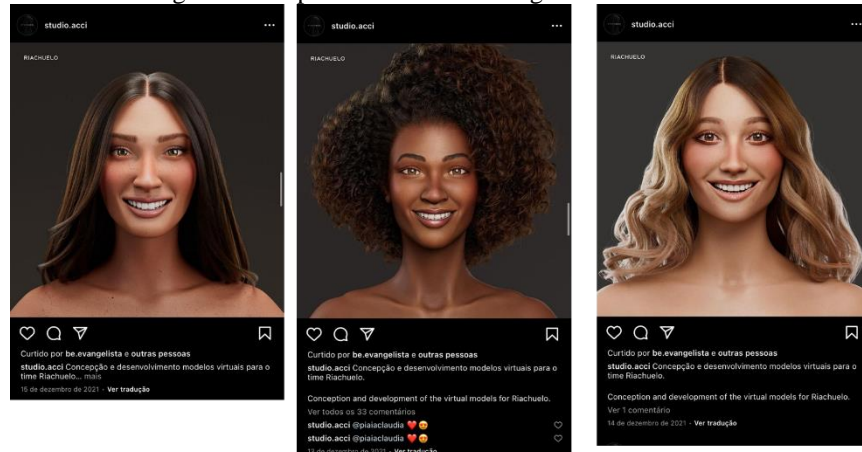 studio.acci
RIACHUELO
Curtido por be.evangelista e outras pessoas
studio.acci Concepção e desenvolvimento modelos virtuais para o
time Riachuelo... mais
15 de dezembro de 2021 · Ver tradução
studio.acci
RIACHUELO
Curtido por be.evangelista e outras pessoas
studio.acci Concepção e desenvolvimento modelos virtuais para o
time Riachuelo.
Conception and development of the virtual models for Riachuelo.
Ver todos os 33 comentários
studio.acci @piaiaclaudia ❤️😍
studio.acci @piaiaclaudia ❤️😍
13 de dezembro de 2021 · Ver tradução
studio.acci
RIACHUELO
Curtido por be.evangelista e outras pessoas
studio.acci Concepção e desenvolvimento modelos virtuais para o
time Riachuelo.
Conception and development of the virtual models for Riachuelo.
Ver 1 comentário
14 de dezembro de 2021 · Ver tradução